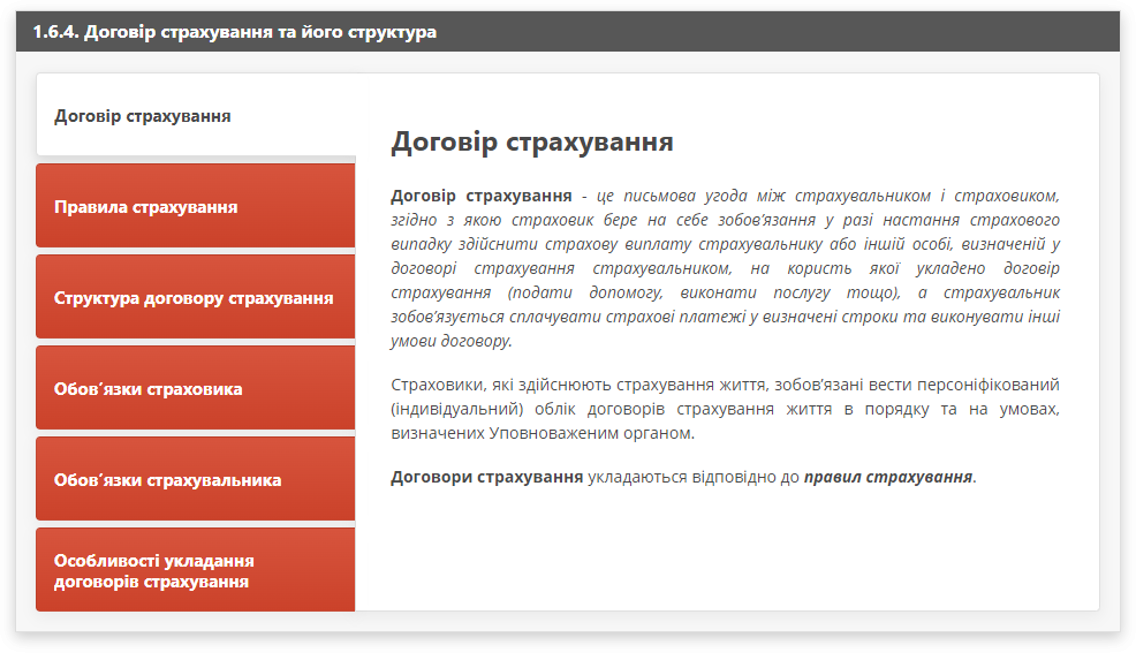 1.6.4. Договір страхування та його структура
Договір страхування
Правила страхування
Структура договору страхування
Обов´язки страховика
Обов´язки страхувальника
Особливості укладання
договорів страхування
Договір страхування
Договір страхування - це письмова угода між страхувальником і страховиком,
згідно з якою страховик бере на себе зобов’язання у разі настання страхового
випадку здійснити страхову виплату страхувальнику або іншій особі, визначеній у
договорі страхування страхувальником, на користь якої укладено договір
страхування (подати допомогу, виконати послугу тощо), а страхувальник
зобов’язується сплачувати страхові платежі у визначені строки та виконувати інші
умови договору.
Страховики, які здійснюють страхування життя, зобов’язані вести персоніфікований
(індивідуальний) облік договорів страхування життя в порядку та на умовах,
визначених Уповноваженим органом.
Договори страхування укладаються відповідно до правил страхування.